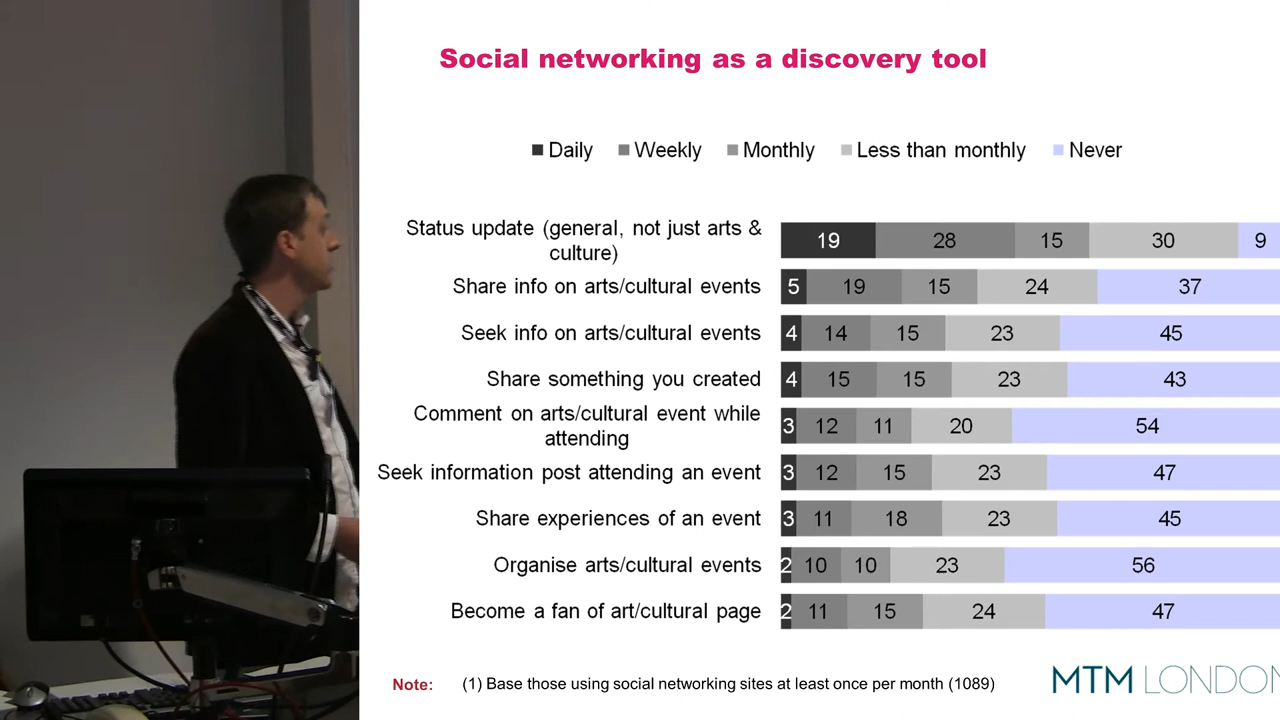 Social networking as a discovery tool
Daily Weekly Monthly Less than monthly Never
Status update (general, not just arts &
culture)
19 28 15 30 9
Share info on arts/cultural events 5 19 15 24 37
Seek info on arts/cultural events 4 14 15 23 45
Share something you created 4 15 15 23 43
Comment on arts/cultural event while
attending
3 12 11 20 54
Seek information post attending an event 3 12 15 23 47
Share experiences of an event 3 11 18 23 45
Organise arts/cultural events 2 10 10 23 56
Become a fan of art/cultural page 2 11 15 24 47
Note: (1) Base those using social networking sites at least once per month (1089)
MTM LONDON